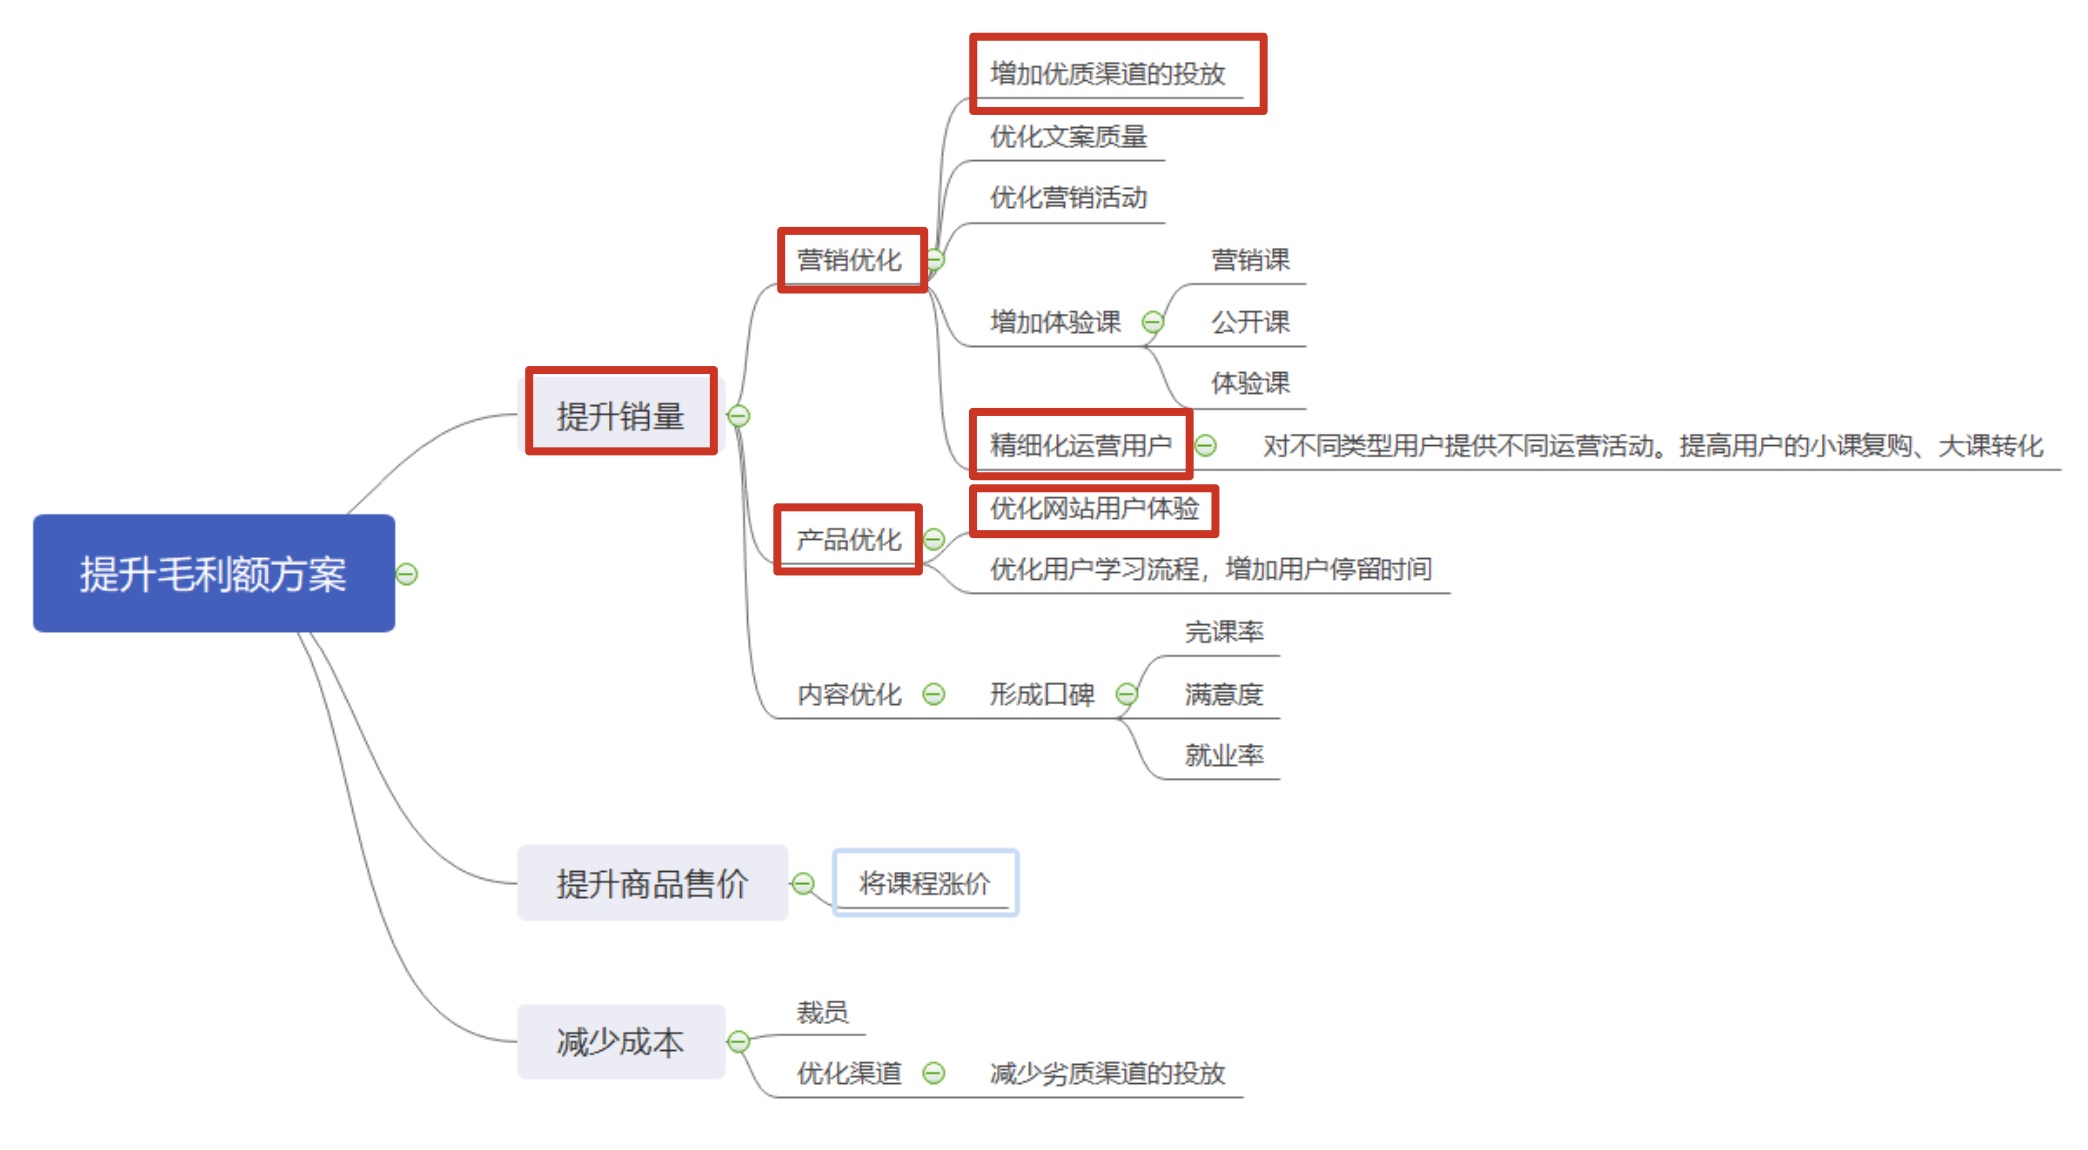 提升毛利额方案
提升销量
营销优化
增加优质渠道的投放
优化文案质量
优化营销活动
增加体验课
营销课
公开课
体验课
精细化运营用户
对不同类型用户提供不同运营活动。提高用户的小课复购、大课转化
产品优化
优化网站用户体验
优化用户学习流程，增加用户停留时间
内容优化
形成口碑
完课率
满意度
就业率
提升商品售价
将课程涨价
减少成本
裁员
优化渠道
减少劣质渠道的投放